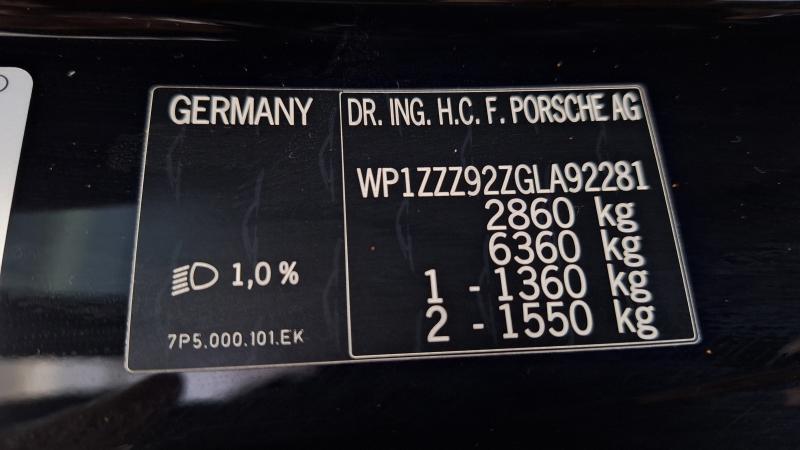 GERMANY
1,0 %
7P5.000.101.EK
DR. ING. H.C. F. PORSCHE AG
WP1ZZZ92ZGLA92281
2860 kg
6360 kg
1 - 1360 kg
2 - 1550 kg